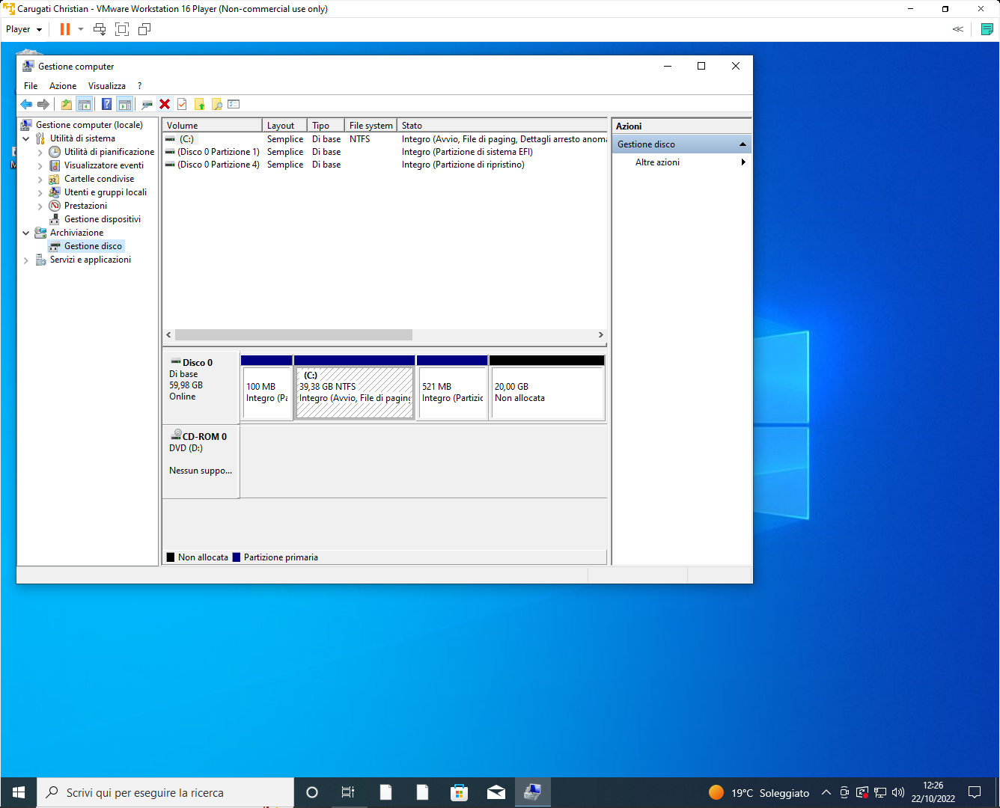 Carugati Christian - VMware Workstation 16 Player (Non-commercial use only)
Player
Gestione computer
File Azione Visualizza ?
Gestione computer (locale)
Utilità di sistema
Utilità di pianificazione
Visualizzatore eventi
Cartelle condivise
Utenti e gruppi locali
Prestazioni
Gestione dispositivi
Archiviazione
Gestione disco
Servizi e applicazioni
Volume Layout Tipo File system Stato
(C:) Semplice Di base NTFS Integro (Avvio, File di paging, Dettagli arresto anoma
(Disco 0 Partizione 1) Semplice Di base Integro (Partizione di sistema EFI)
(Disco 0 Partizione 4) Semplice Di base Integro (Partizione di ripristino)
Azioni
Gestione disco
Altre azioni
Disco 0
Di base
59,98 GB
Online
100 MB
Integro (Pa
(C:)
39,38 GB NTFS
Integro (Avvio, File di paging
521 MB
Integro (Partizic
20,00 GB
Non allocata
CD-ROM 0
DVD (D:)
Nessun suppo...
Non allocata Partizione primaria
Scrivi qui per eseguire la ricerca
19°C Soleggiato
12:26
22/10/2022